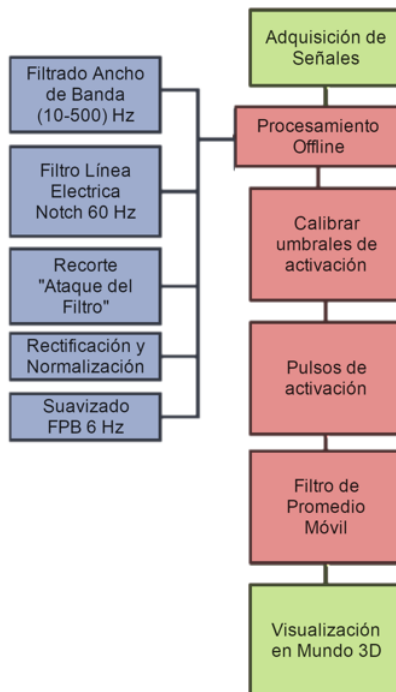 Adquisición de
Señales
Procesamiento
Offline
Filtrado Ancho
de Banda
(10-500) Hz
Filtro Línea
Electrica
Notch 60 Hz
Recorte
"Ataque del
Filtro"
Rectificación y
Normalización
Suavizado
FPB 6 Hz
Calibrar
umbrales de
activación
Pulsos de
activación
Filtro de
Promedio
Móvil
Visualización
en Mundo 3D